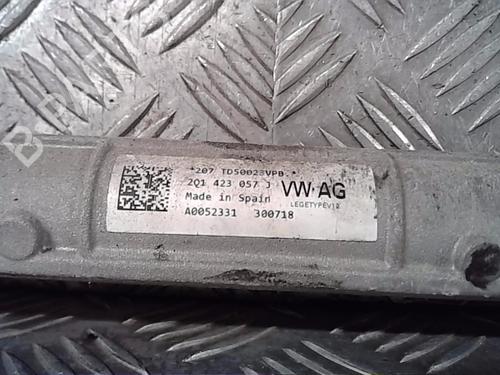 *207 TD50023VPB.*
2Q1 423 057 J VW AG
Made in Spain LEGETYPEV12
A0052331 300718